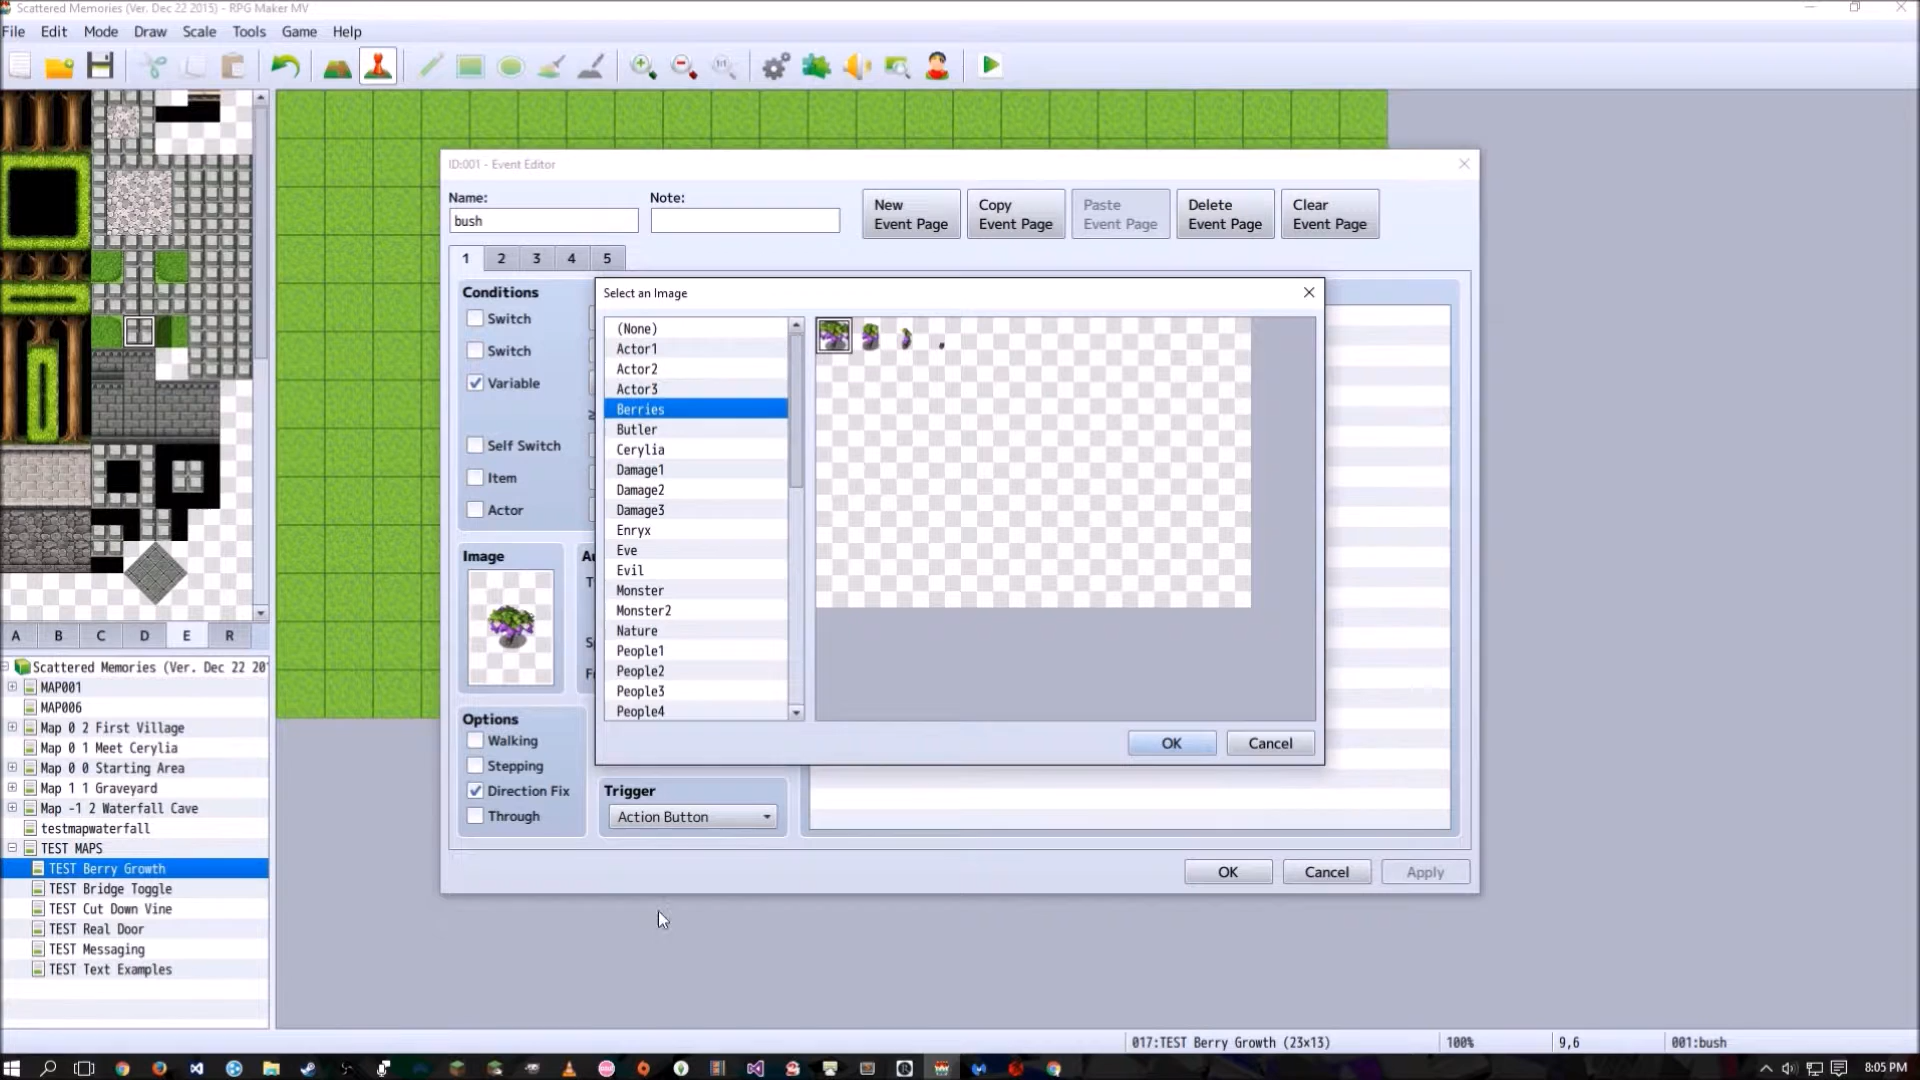 Scattered Memories (Ver. Dec 22 2015) - RPG Maker MV
File Edit Mode Draw Scale Tools Game Help
ID:001 - Event Editor
Name:
Note:
bush
New Event Page
Copy Event Page
Paste Event Page
Delete Event Page
Clear Event Page
1 2 3 4 5
Conditions
Switch
Switch
Variable
≥
Self Switch
Item
Actor
Image
Options
Walking
Stepping
Direction Fix
Through
Trigger
Action Button
Select an Image
(None)
Actor1
Actor2
Actor3
Berries
Butler
Cerylia
Damage1
Damage2
Damage3
Enryx
Eve
Evil
Monster
Monster2
Nature
People1
People2
People3
People4
OK Cancel
OK Cancel Apply
A B C D E R
Scattered Memories (Ver. Dec 22 20
MAP001
MAP006
Map 0 2 First Village
Map 0 1 Meet Cerylia
Map 0 0 Starting Area
Map 1 1 Graveyard
Map -1 2 Waterfall Cave
testmapwaterfall
TEST MAPS
TEST Berry Growth
TEST Bridge Toggle
TEST Cut Down Vine
TEST Real Door
TEST Messaging
TEST Text Examples
017:TEST Berry Growth (23x13) 100% 9,6 001:bush
8:05 PM